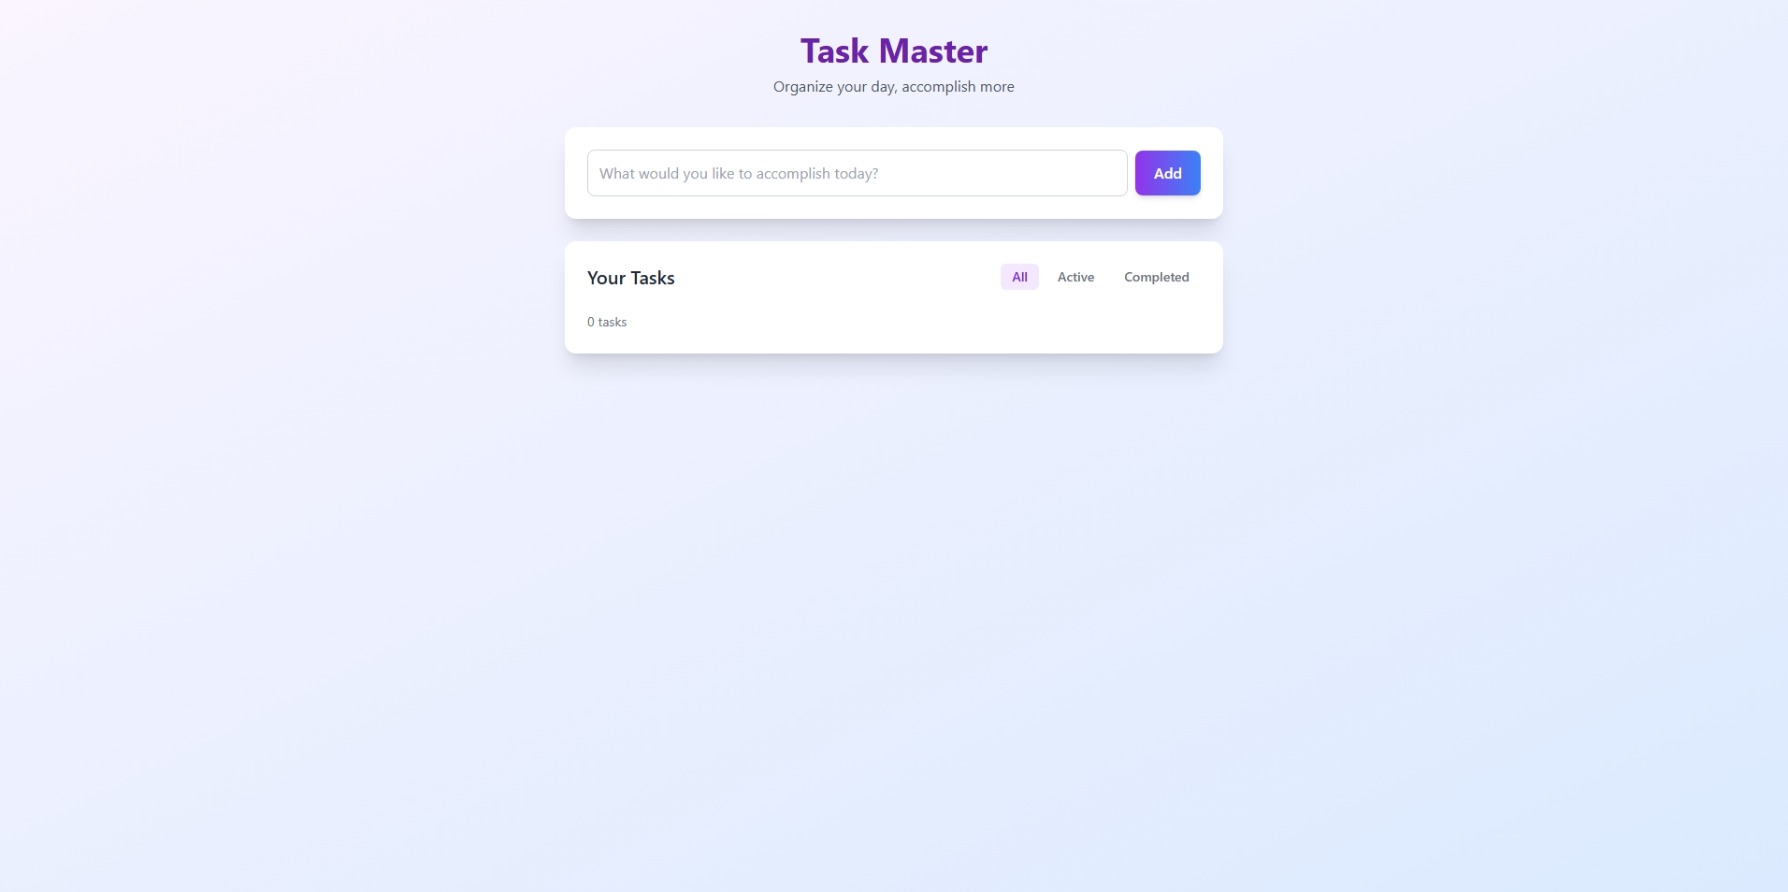 Task Master
Organize your day, accomplish more
What would you like to accomplish today?
Add
Your Tasks
All
Active
Completed
0 tasks